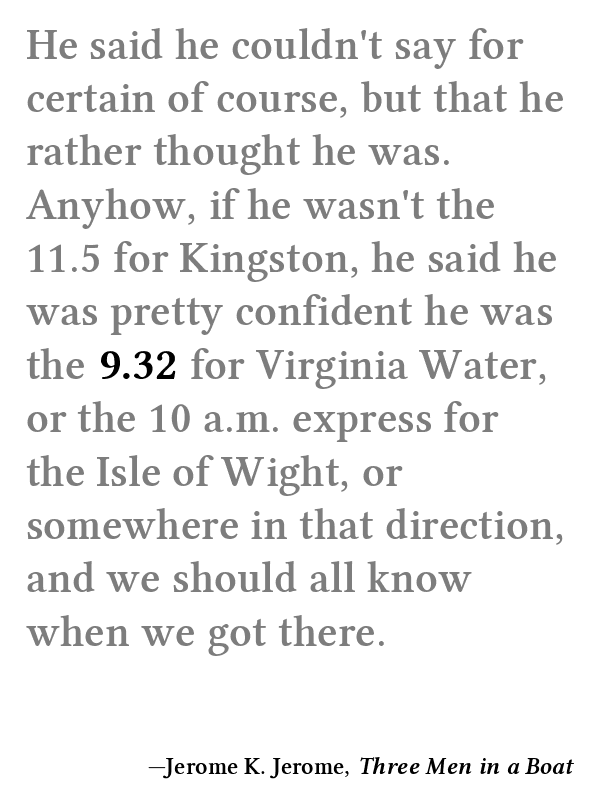 He said he couldn't say for
certain of course, but that he
rather thought he was.
Anyhow, if he wasn't the
11.5 for Kingston, he said he
was pretty confident he was
the 9.32 for Virginia Water,
or the 10 a.m. express for
the Isle of Wight, or
somewhere in that direction,
and we should all know
when we got there.
—Jerome K. Jerome, Three Men in a Boat